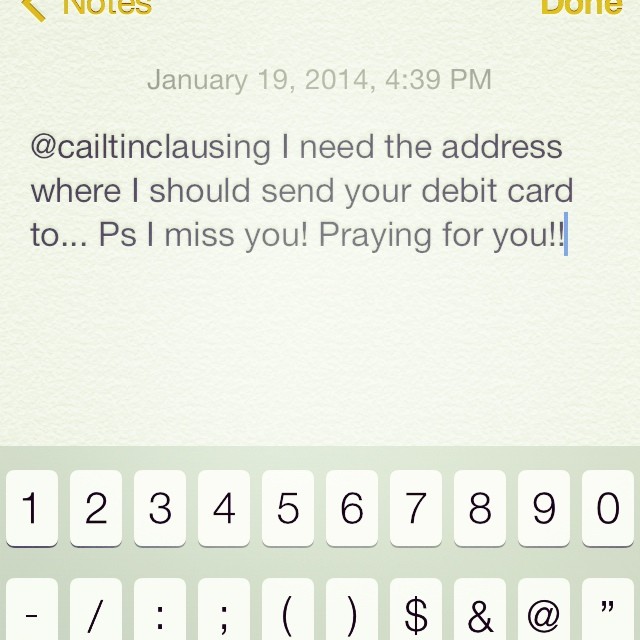 Notes Done
January 19, 2014, 4:39 PM
@cailtinclausing I need the address
where I should send your debit card
to... Ps I miss you! Praying for you!!
1 2 3 4 5 6 7 8 9 0
- / : ; ( ) $ & @ ”